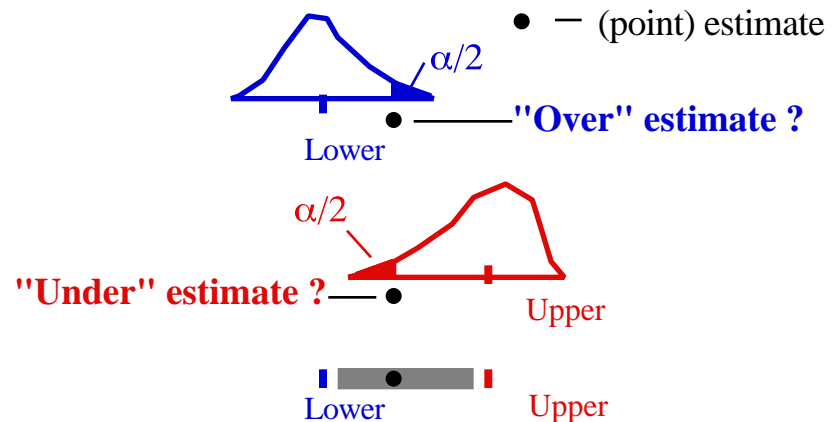 ● – (point) estimate
α/2
"Over" estimate ?
Lower
α/2
"Under" estimate ?
Upper
Lower
Upper